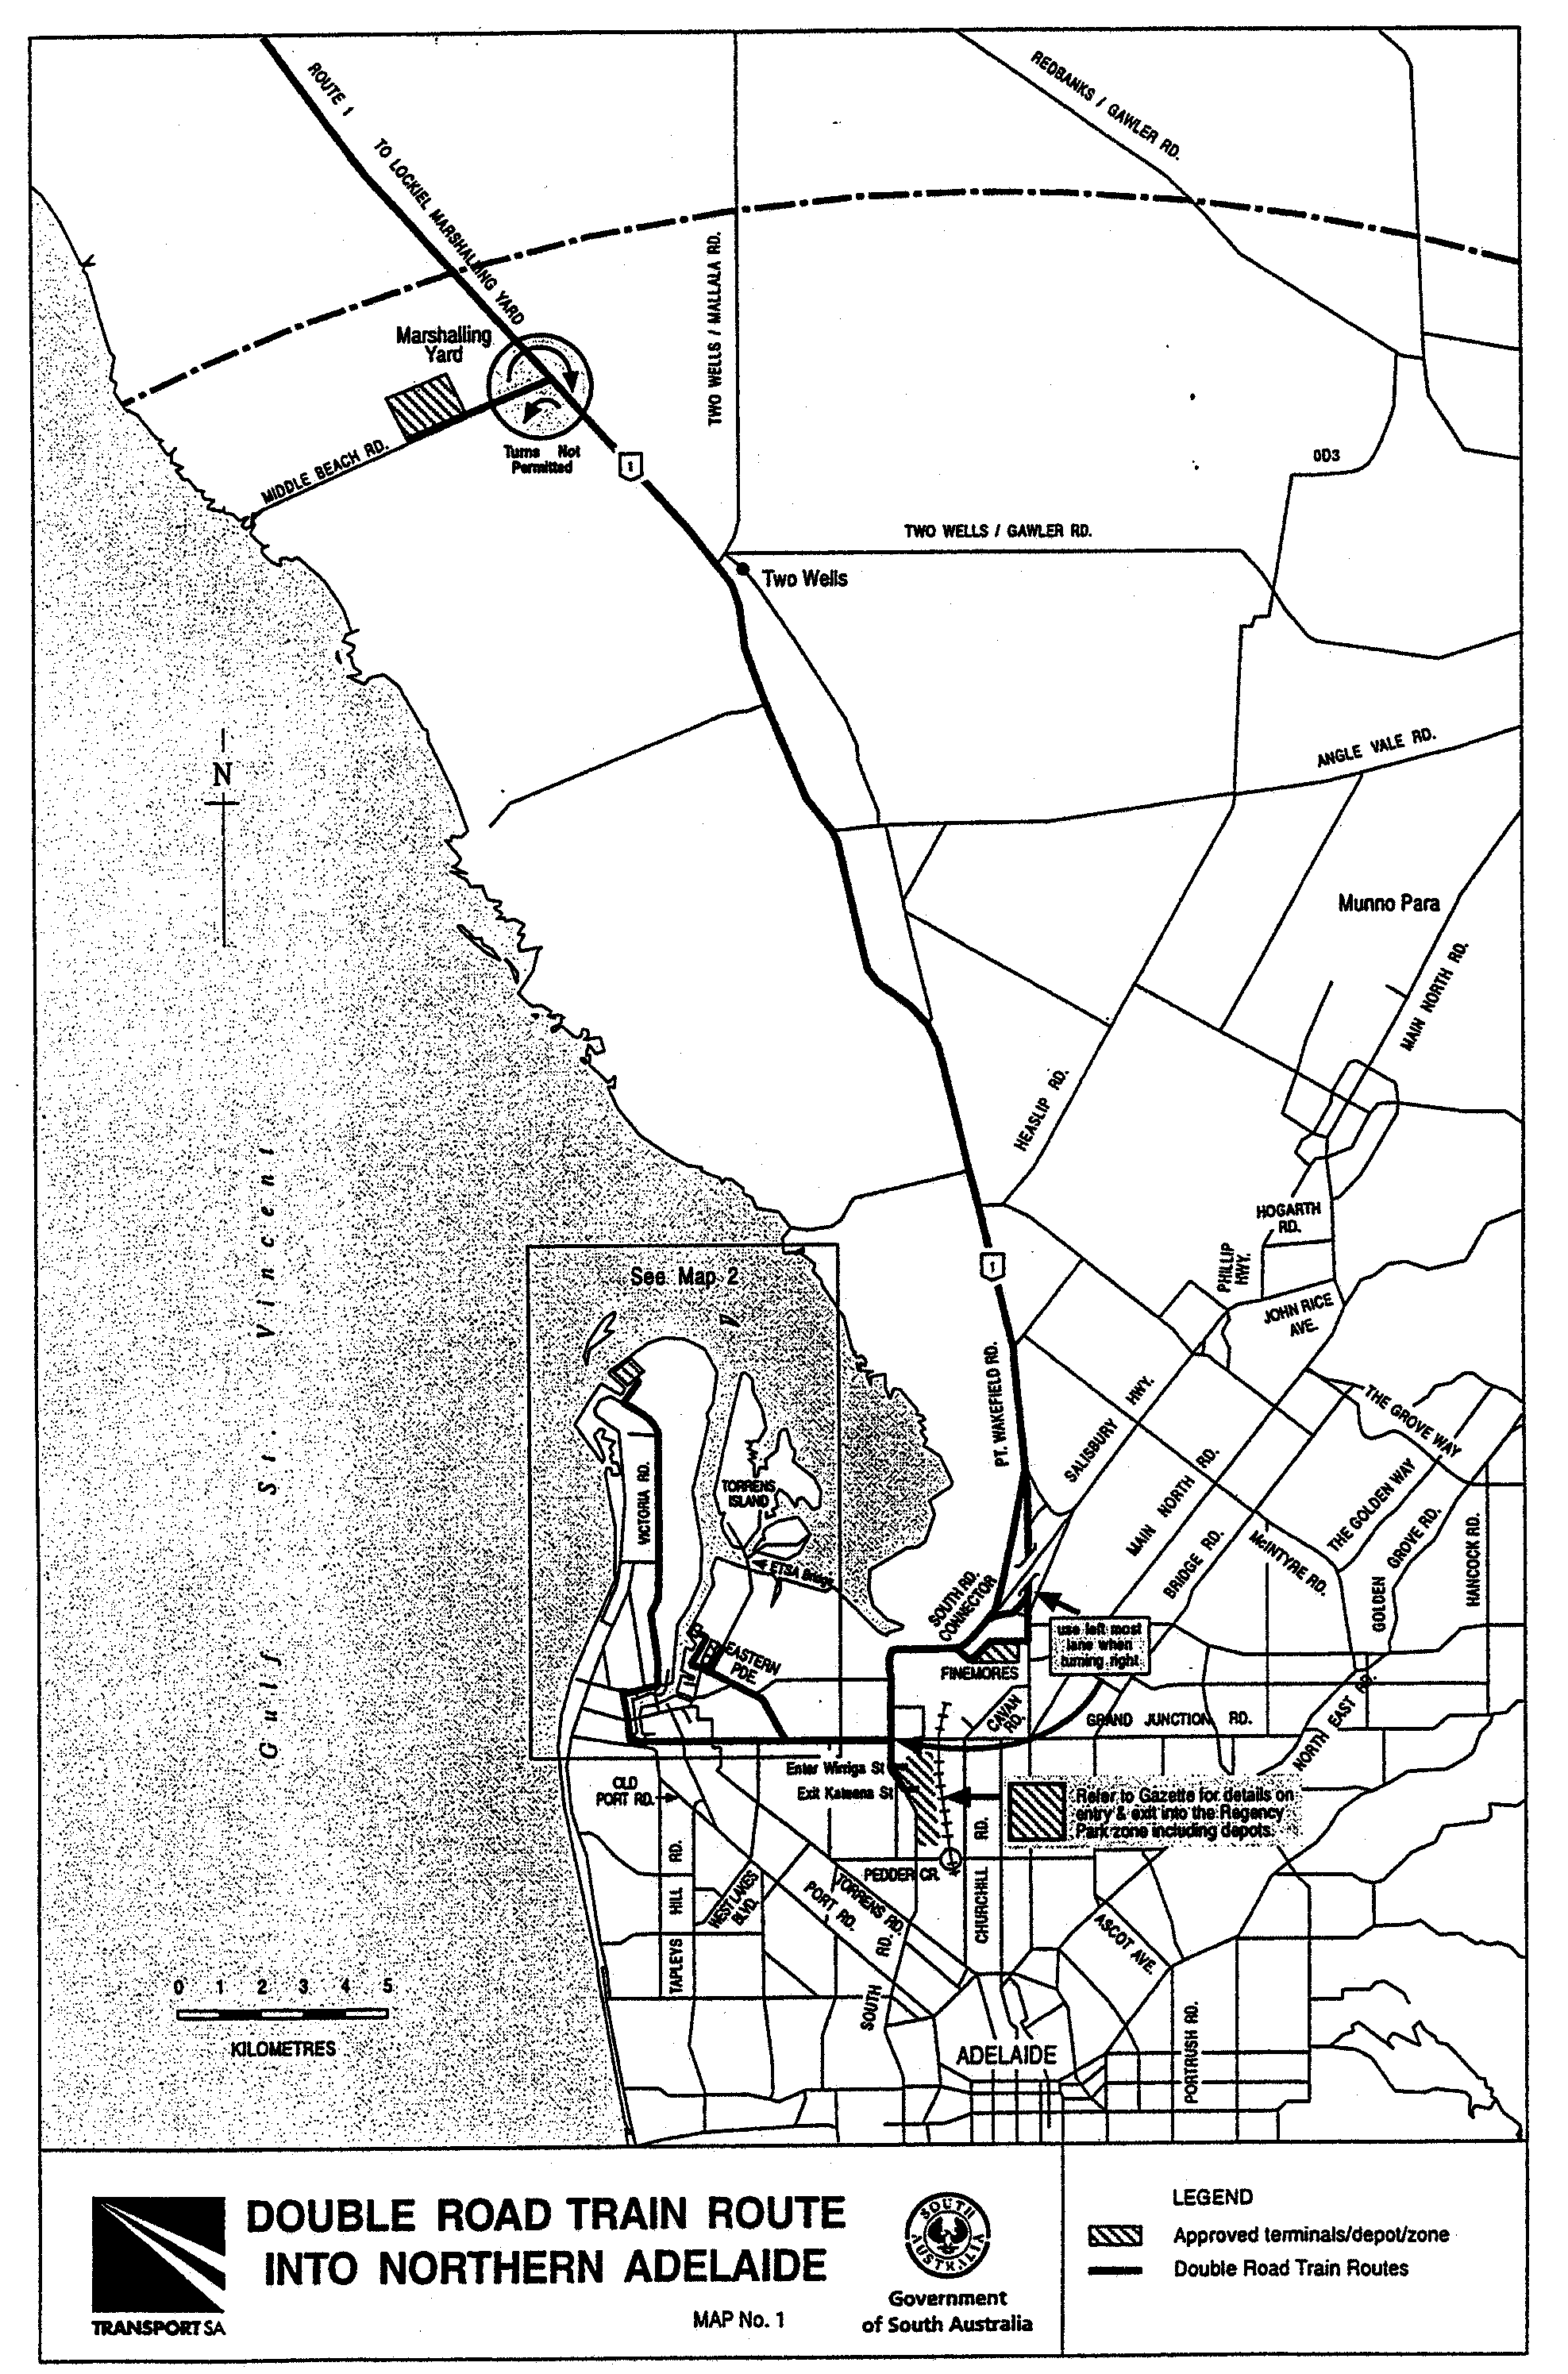 ROUTE 1
TO LOCKIEL MARSHALLING YARD
REDBANKS / GAWLER RD.
TWO WELLS / MALLALA RD.
Marshalling
Yard
MIDDLE BEACH RD.
Turns Not
Permitted
1
0D3
TWO WELLS / GAWLER RD.
Two Wells
N
ANGLE VALE RD.
Munno Para
MAIN NORTH RD.
HEASLIP RD.
HOGARTH
RD.
PHILLIP
HWY.
JOHN RICE
AVE.
1
See Map 2
Gulf St. Vincent
PT. WAKEFIELD RD.
SALISBURY HWY.
THE GROVE WAY
MAIN NORTH RD.
THE GOLDEN WAY
BRIDGE RD.
McINTYRE RD.
GOLDEN GROVE RD.
HANCOCK RD.
VICTORIA RD.
TORRENS
ISLAND
ETSA Bridge
SOUTH RD.
CONNECTOR
use left most
lane when
turning right
EASTERN
PDE.
FINEMORES
CAVAN
RD.
GRAND JUNCTION RD.
NORTH EAST RD.
Enter Wirriga St
Exit Kateena St
OLD
PORT RD.
Refer to Gazette for details on
entry & exit into the Regency
Park zone including depots.
PEDDER CR.
TAPLEYS HILL RD.
WEST LAKES
BLVD.
TORRENS RD.
PORT RD.
SOUTH RD.
CHURCHILL RD.
ASCOT AVE.
PORTRUSH RD.
ADELAIDE
0 1 2 3 4 5
KILOMETRES
TRANSPORT SA
DOUBLE ROAD TRAIN ROUTE
INTO NORTHERN ADELAIDE
MAP No. 1
SOUTH
AUSTRALIA
Government
of South Australia
LEGEND
Approved terminals/depot/zone
Double Road Train Routes